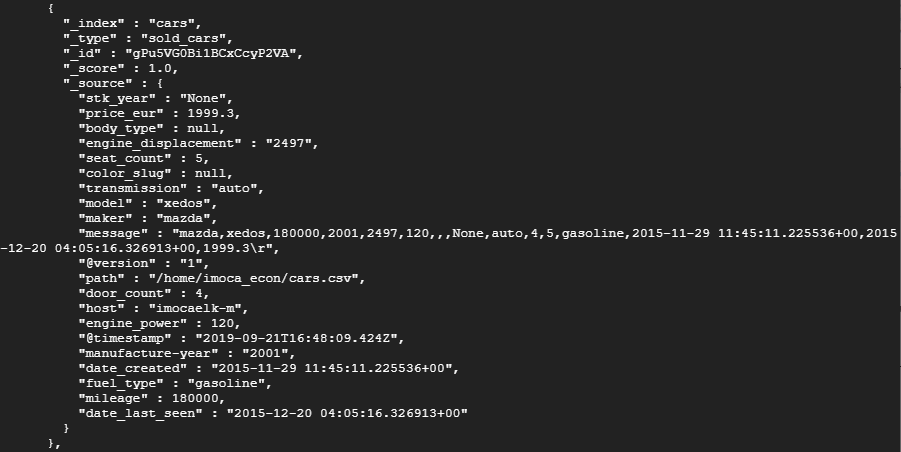 {
"_index" : "cars",
"_type" : "sold_cars",
"_id" : "gPu5VG0Bi1BCxCcyP2VA",
"_score" : 1.0,
"_source" : {
"stk_year" : "None",
"price_eur" : 1999.3,
"body_type" : null,
"engine_displacement" : "2497",
"seat_count" : 5,
"color_slug" : null,
"transmission" : "auto",
"model" : "xedos",
"maker" : "mazda",
"message" : "mazda,xedos,180000,2001,2497,120,,,None,auto,4,5,gasoline,2015-11-29 11:45:11.225536+00,2015
-12-20 04:05:16.326913+00,1999.3\r",
"@version" : "1",
"path" : "/home/imoca_econ/cars.csv",
"door_count" : 4,
"host" : "imocaelk-m",
"engine_power" : 120,
"@timestamp" : "2019-09-21T16:48:09.424Z",
"manufacture-year" : "2001",
"date_created" : "2015-11-29 11:45:11.225536+00",
"fuel_type" : "gasoline",
"mileage" : 180000,
"date_last_seen" : "2015-12-20 04:05:16.326913+00"
}
},